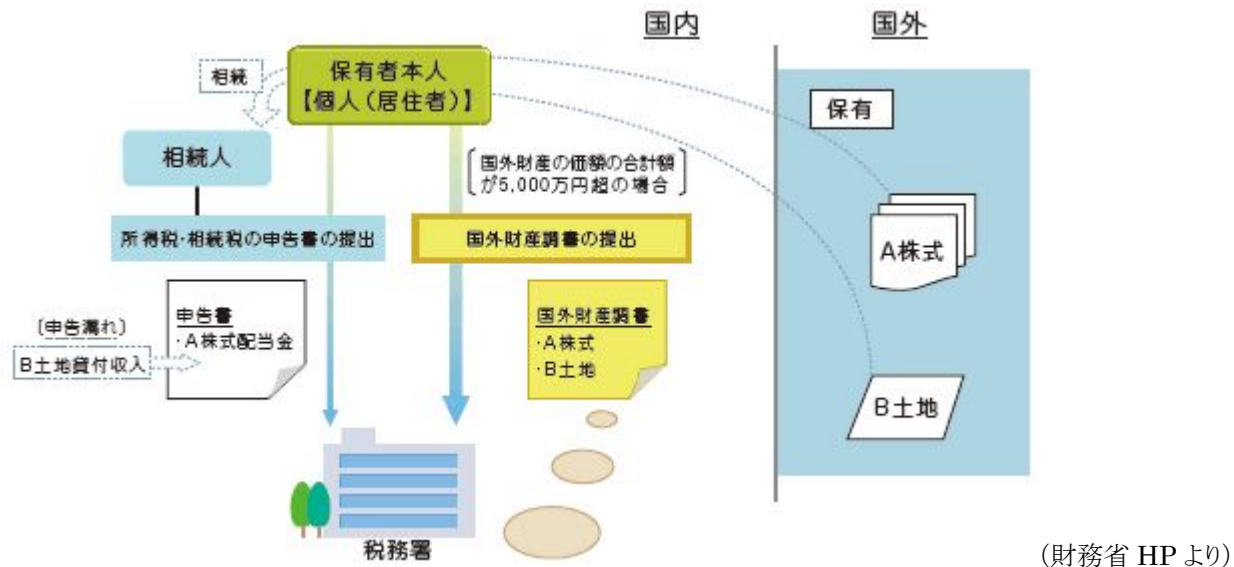 国内
国外
相続
保有者本人
【個人(居住者)】
保有
相続人
国外財産の価額の合計額
が5,000万円超の場合
所得税・相続税の申告書の提出
国外財産調書の提出
A株式
〔申告漏れ〕
B土地貸付収入
申告書
・A株式配当金
国外財産調書
・A株式
・B土地
B土地
税務署
(財務省 HP より)